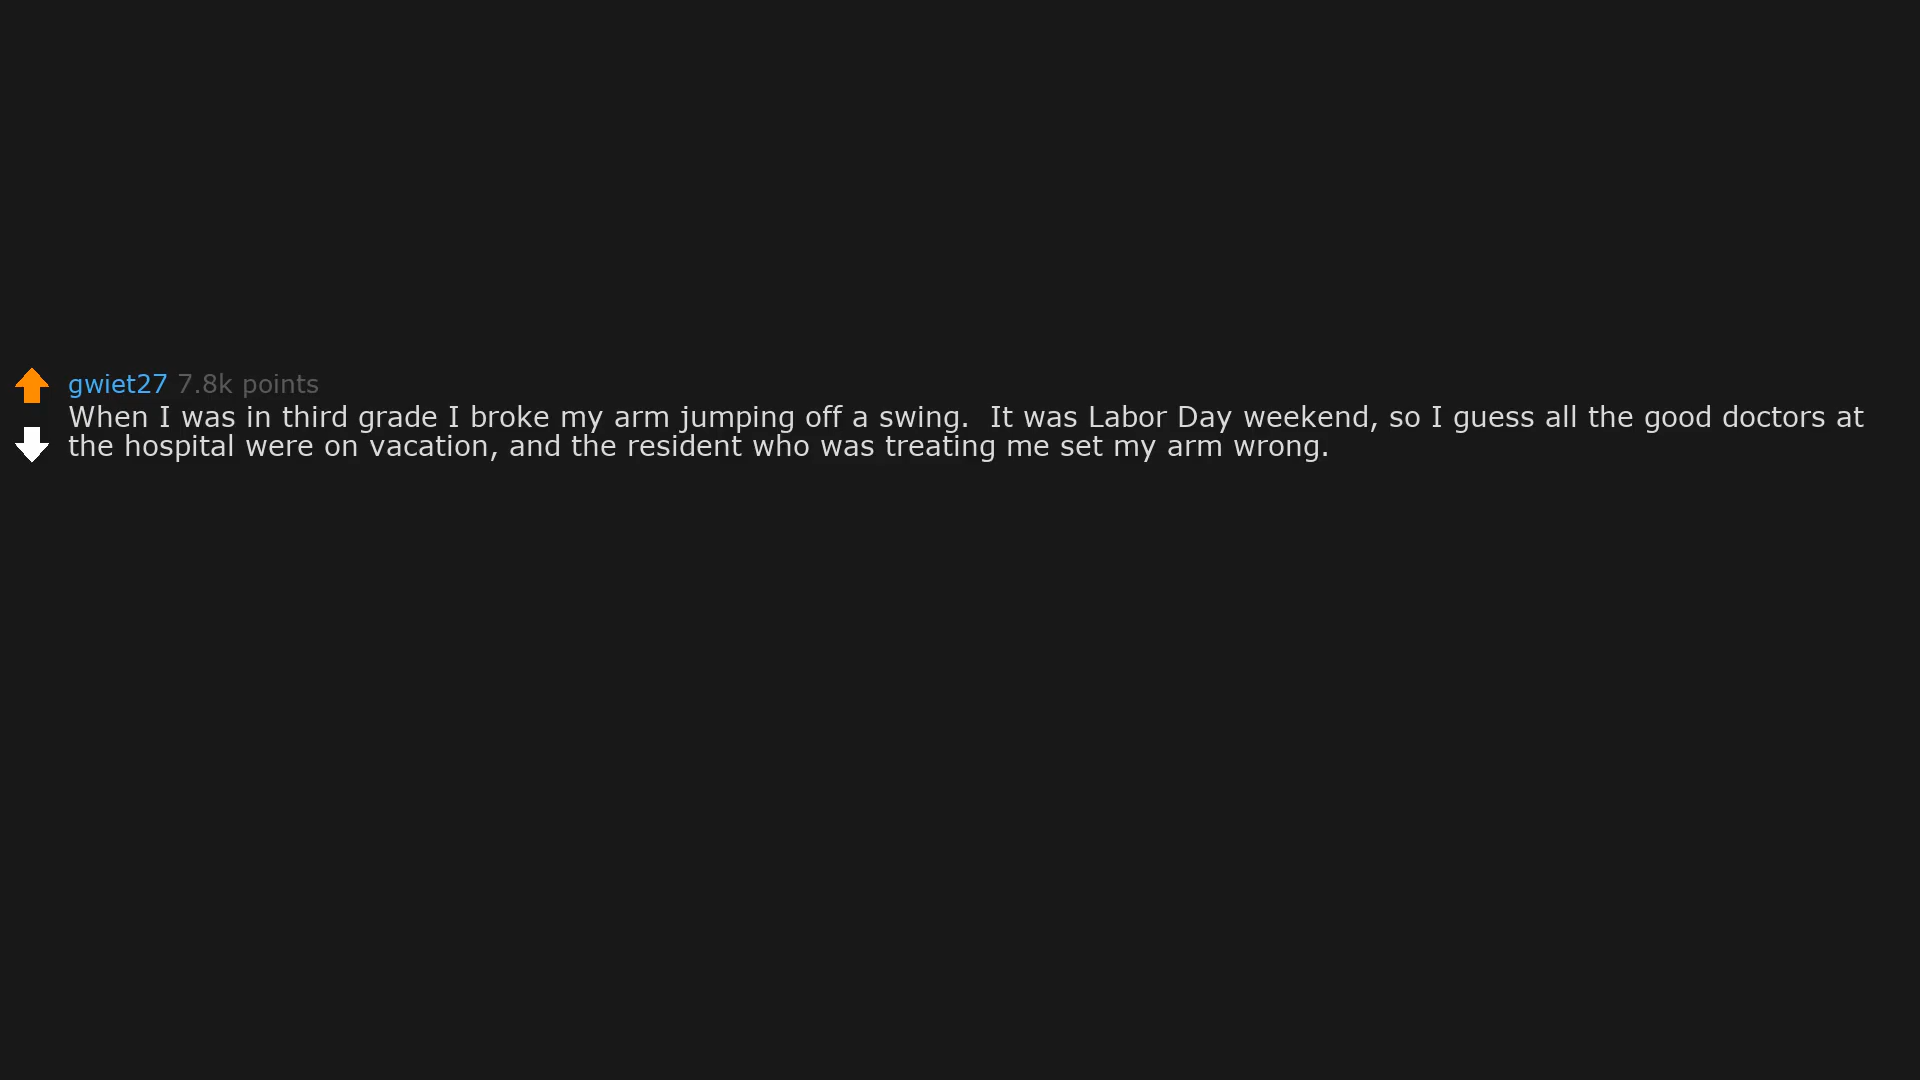 gwiet27 7.8k points
When I was in third grade I broke my arm jumping off a swing.  It was Labor Day weekend, so I guess all the good doctors at
the hospital were on vacation, and the resident who was treating me set my arm wrong.